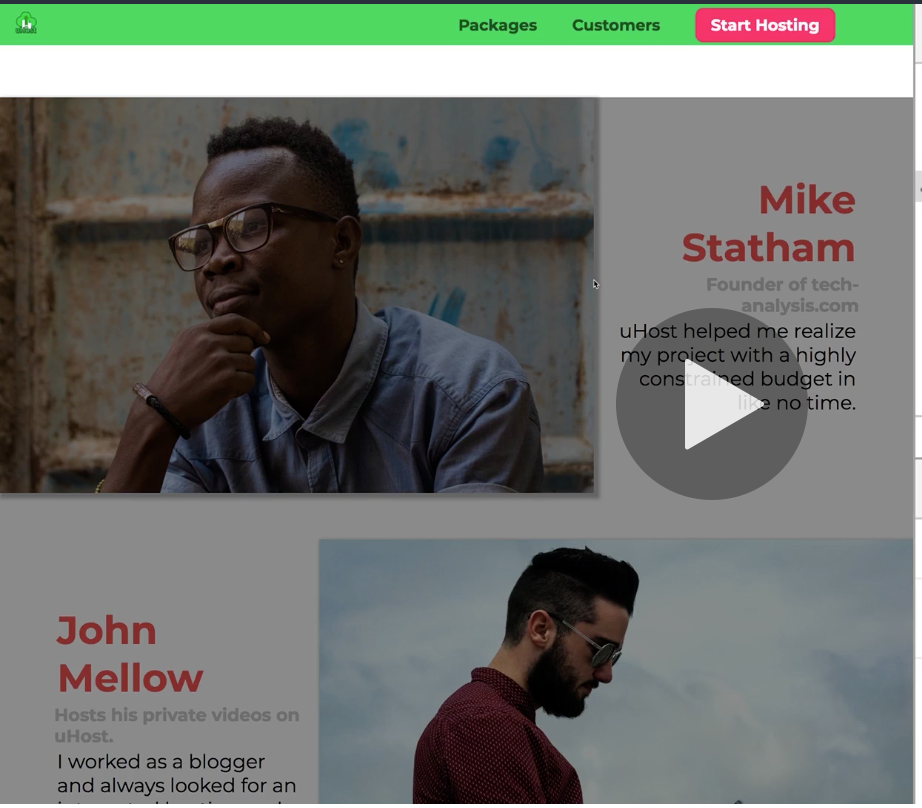 Packages Customers Start Hosting
Mike
Statham
Founder of tech-
analysis.com
uHost helped me realize
my project with a highly
constrained budget in
like no time.
John
Mellow
Hosts his private videos on
uHost.
I worked as a blogger
and always looked for an